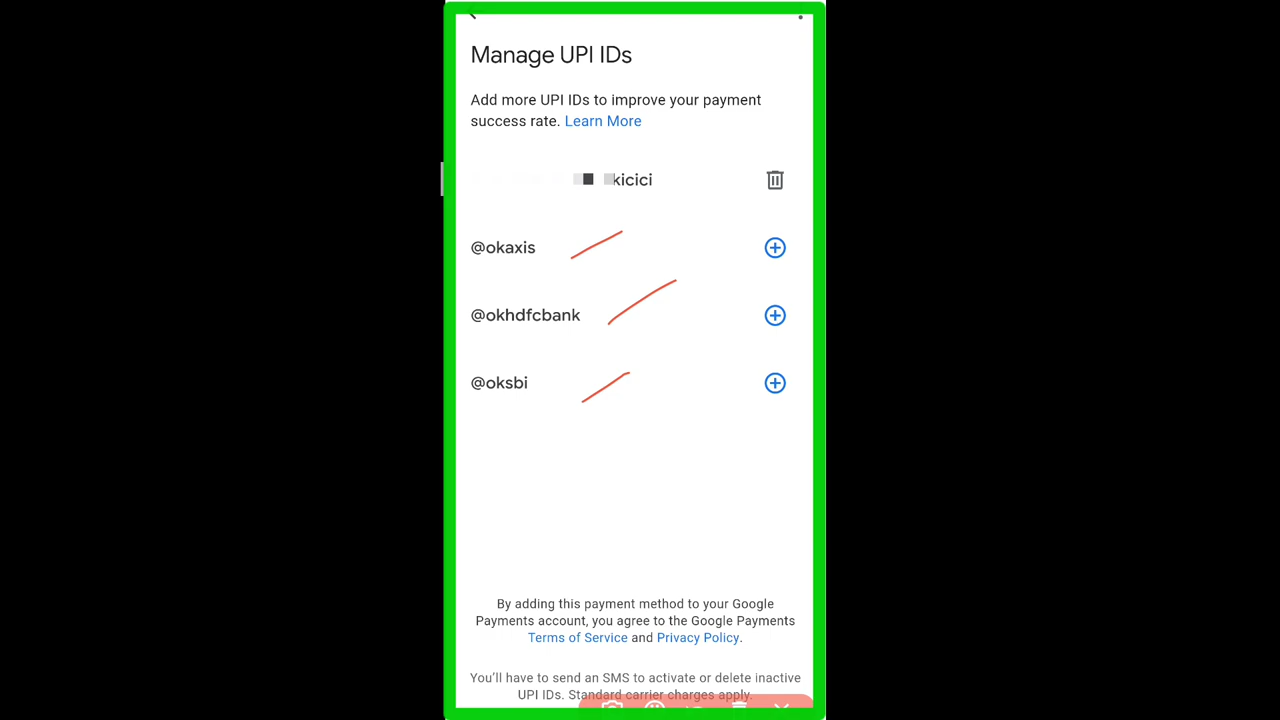 Manage UPI IDs
Add more UPI IDs to improve your payment
success rate. Learn More
kicici
@okaxis
@okhdfcbank
@oksbi
By adding this payment method to your Google
Payments account, you agree to the Google Payments
Terms of Service and Privacy Policy.
You'll have to send an SMS to activate or delete inactive
UPI IDs. Standard carrier charges apply.